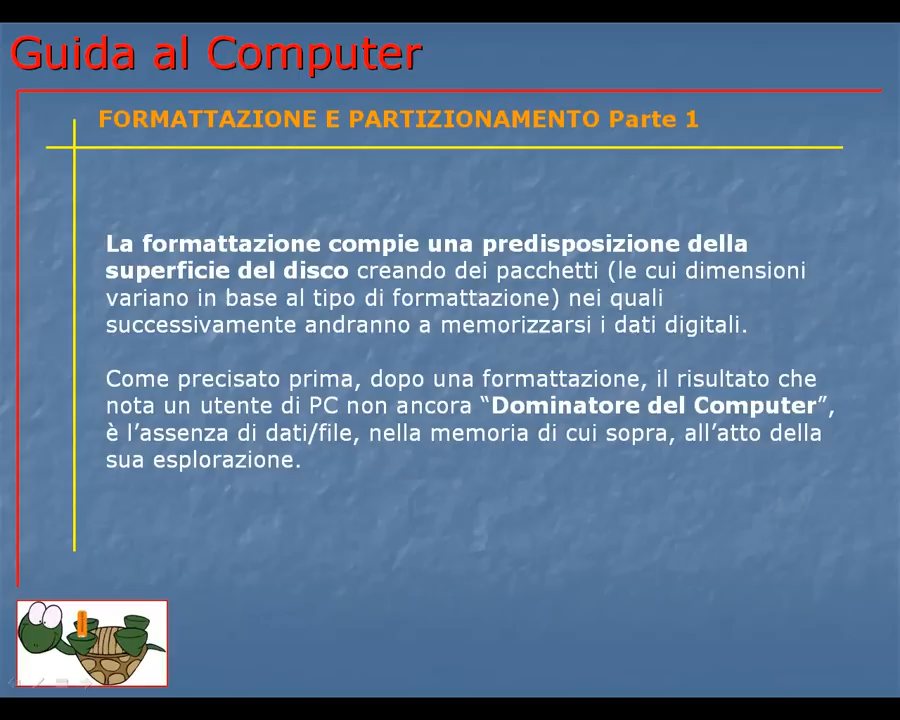 Guida al Computer
FORMATTAZIONE E PARTIZIONAMENTO Parte 1
La formattazione compie una predisposizione della
superficie del disco creando dei pacchetti (le cui dimensioni
variano in base al tipo di formattazione) nei quali
successivamente andranno a memorizzarsi i dati digitali.
Come precisato prima, dopo una formattazione, il risultato che
nota un utente di PC non ancora “Dominatore del Computer”,
è l’assenza di dati/file, nella memoria di cui sopra, all’atto della
sua esplorazione.